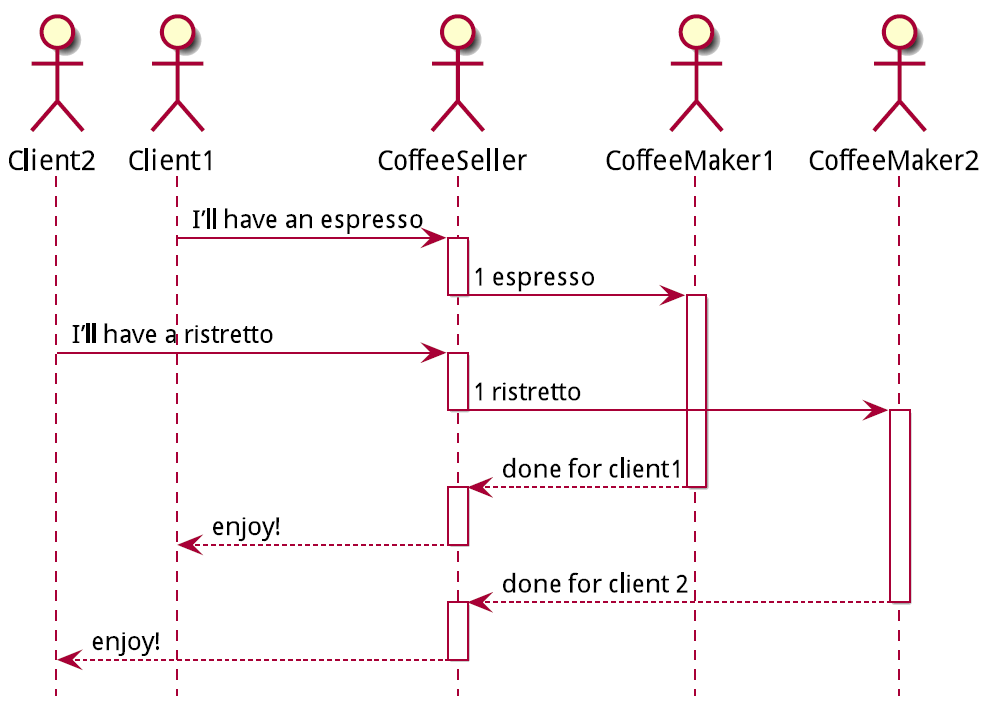 Client2 Client1 CoffeeSeller CoffeeMaker1 CoffeeMaker2
I'll have an espresso
1 espresso
I'll have a ristretto
1 ristretto
done for client1
enjoy!
done for client 2
enjoy!